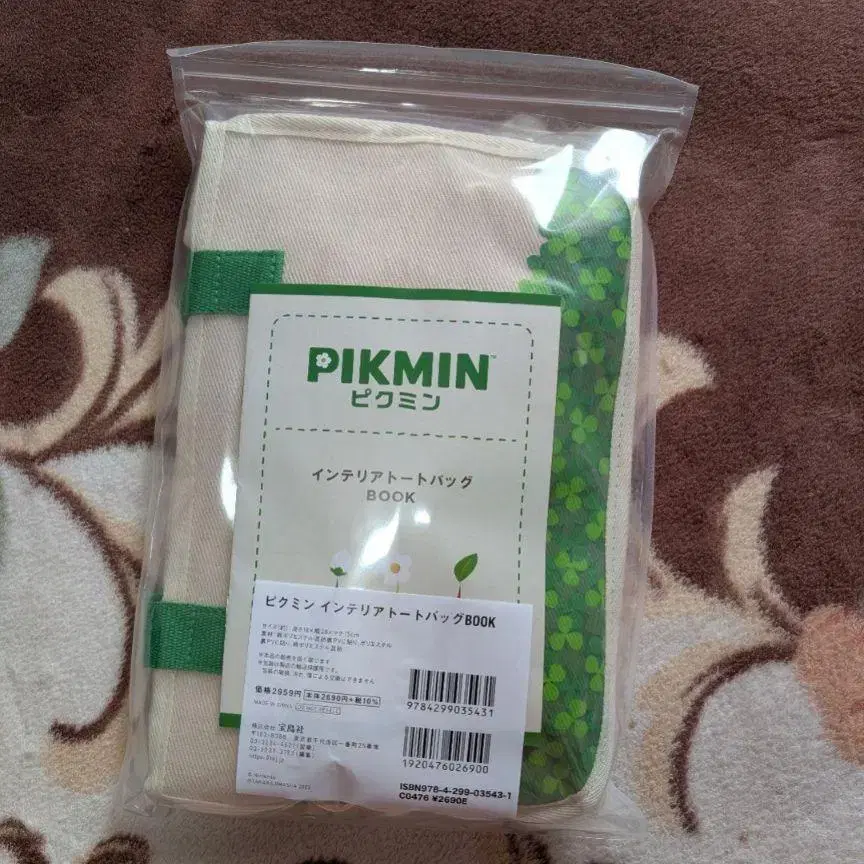 PIKMIN™
ピクミン
インテリアトートバッグ
BOOK
ピクミン インテリアトートバッグBOOK
価格2959円 本体2690円+税10%
MADE IN CHINA
株式会社 宝島社
9784299035431
1920476026900
ISBN978-4-299-03543-1
C0476 ¥2690E